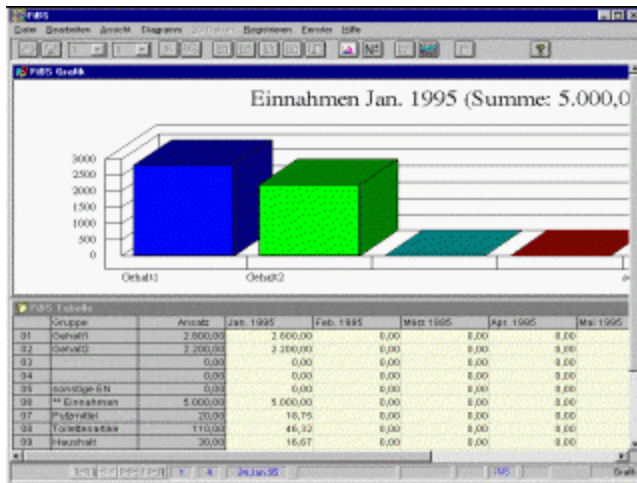 FiBS
Datei Bearbeiten Ansicht Diagramm Registrieren Fenster Hilfe
FiBS Grafik
Einnahmen Jan. 1995 (Summe: 5.000,0
3000
2500
2000
1500
1000
500
0
Gehalt1 Gehalt2
FiBS Tabelle
Gruppe Ansatz Jan. 1995 Feb. 1995 März 1995 Apr. 1995 Mai 1995
01 Gehalt1 2.800,00 2.800,00 0,00 0,00 0,00
02 Gehalt2 2.200,00 2.200,00 0,00 0,00 0,00
03 0,00 0,00 0,00 0,00 0,00
04 0,00 0,00 0,00 0,00 0,00
05 sonstige EN 0,00 0,00 0,00 0,00 0,00
06 ** Einnahmen 5.000,00 5.000,00 0,00 0,00 0,00
07 Putzmittel 20,00 18,75 0,00 0,00 0,00
08 110,00 46,32 0,00 0,00 0,00
09 Haushalt 30,00 16,67 0,00 0,00 0,00
24.Jan.95 Grafi